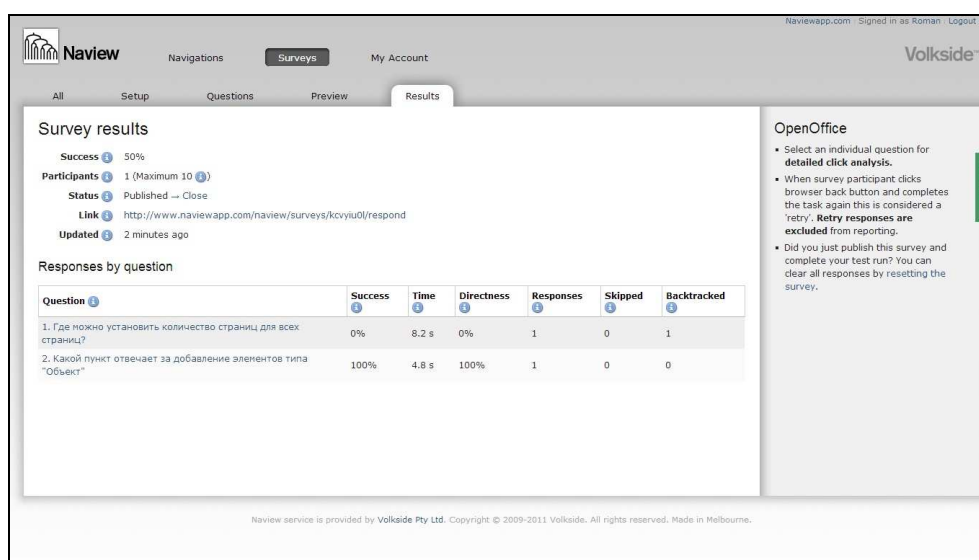 Naviewapp.com · Signed in as Roman · Logout
Naview
Navigations Surveys My Account
Volkside
All Setup Questions Preview Results
Survey results
Success 50%
Participants 1 (Maximum 10 )
Status Published → Close
Link http://www.naviewapp.com/naview/surveys/kcvyiu0l/respond
Updated 2 minutes ago
Responses by question
Question Success Time Directness Responses Skipped Backtracked
1. Где можно установить количество страниц для всех
страниц?
0% 8.2 s 0% 1 0 1
2. Какой пункт отвечает за добавление элементов типа
"Объект"
100% 4.8 s 100% 1 0 0
OpenOffice
▪ Select an individual question for
detailed click analysis.
▪ When survey participant clicks
browser back button and completes
the task again this is considered a
'retry'. Retry responses are
excluded from reporting.
▪ Did you just publish this survey and
complete your test run? You can
clear all responses by resetting the
survey.
Naview service is provided by Volkside Pty Ltd. Copyright © 2009-2011 Volkside. All rights reserved. Made in Melbourne.